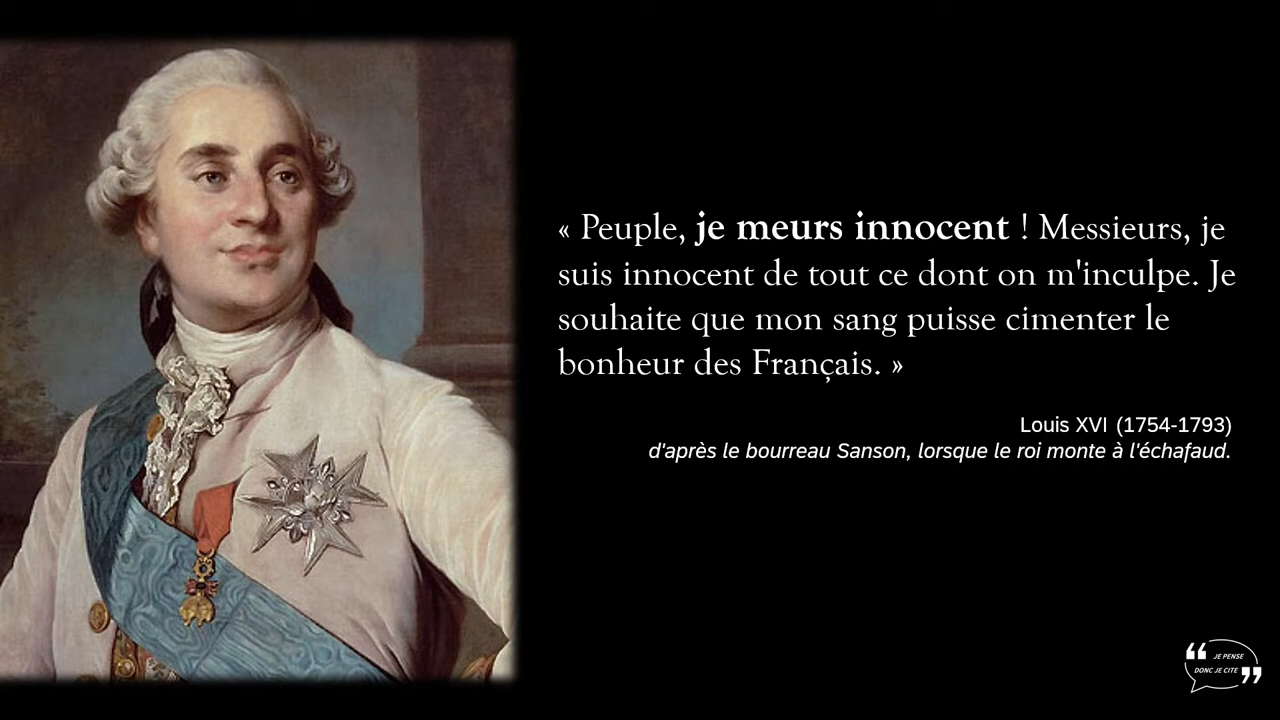 « Peuple, je meurs innocent ! Messieurs, je
suis innocent de tout ce dont on m'inculpe. Je
souhaite que mon sang puisse cimenter le
bonheur des Français. »
Louis XVI (1754-1793)
d'après le bourreau Sanson, lorsque le roi monte à l'échafaud.
“ JE PENSE
DONC JE CITE ”